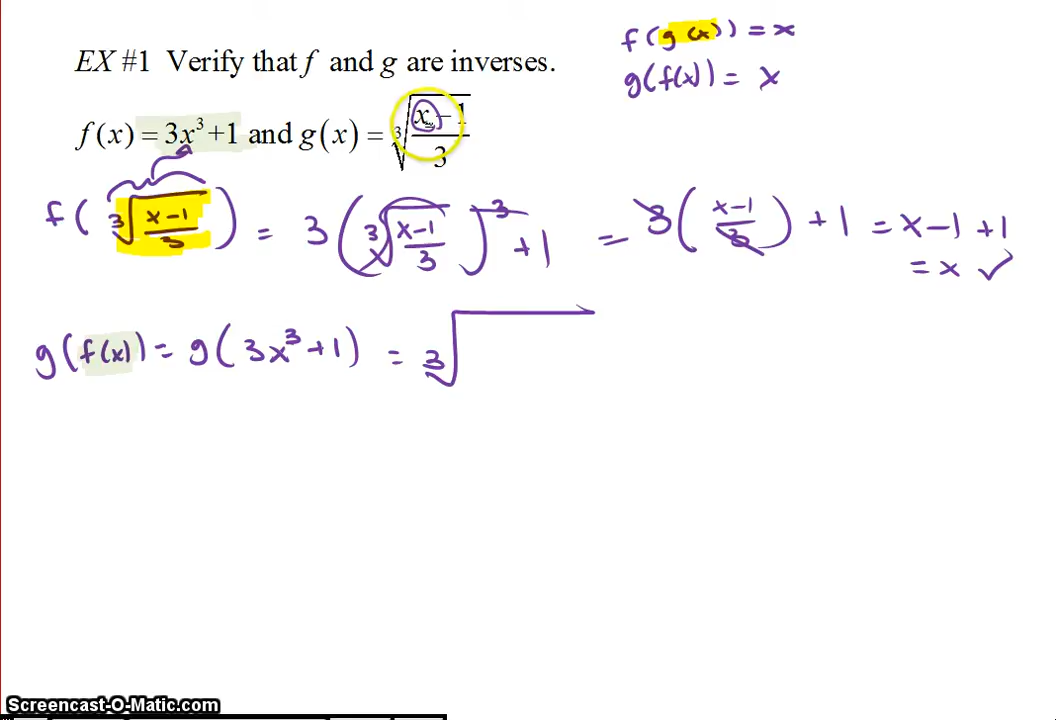 f(g(x)) = x
EX #1 Verify that f and g are inverses.
g(f(x)) = x
f(x) = 3x³+1 and g(x) = ∛((x−1)/3)
f(∛((x−1)/3)) = 3(∛((x−1)/3))³ + 1 = 3((x−1)/3) + 1 = x−1+1
= x ✓
g(f(x)) = g(3x³+1) = ∛
Screencast-O-Matic.com